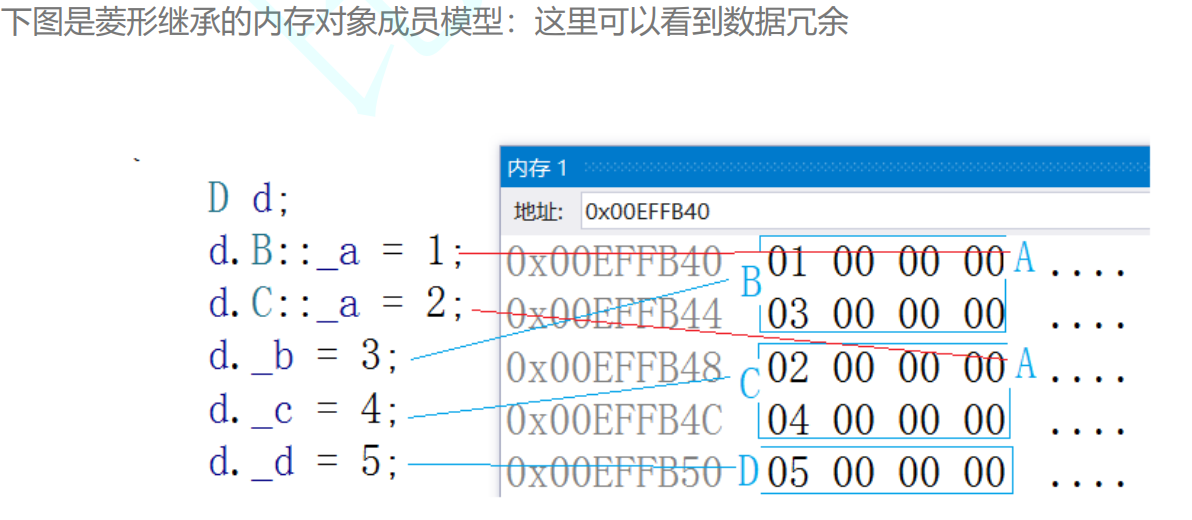 下图是菱形继承的内存对象成员模型：这里可以看到数据冗余
D d;
d.B::_a = 1;
d.C::_a = 2;
d._b = 3;
d._c = 4;
d._d = 5;
内存 1
地址: 0x00EFFB40
0x00EFFB40 01 00 00 00 A ....
B
0x00EFFB44 03 00 00 00 ....
0x00EFFB48 02 00 00 00 A ....
C
0x00EFFB4C 04 00 00 00 ....
0x00EFFB50 D 05 00 00 00 ....